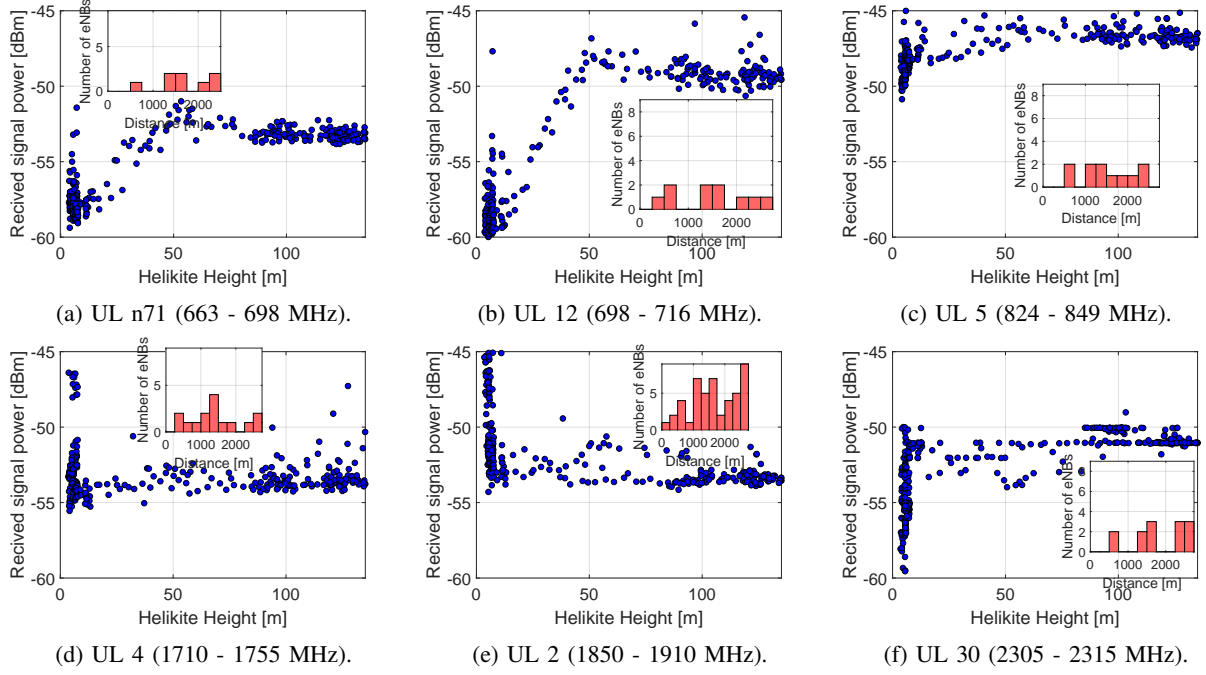 -45
-50
-55
-60
Recived signal power [dBm]
0
50
100
Helikite Height [m]
Number of eNBs
5
0
1000
2000
Distance [m]
(a) UL n71 (663 - 698 MHz).
-45
-50
-55
-60
Recived signal power [dBm]
0
50
100
Helikite Height [m]
Number of eNBs
8
6
4
2
0
0
1000
2000
Distance [m]
(b) UL 12 (698 - 716 MHz).
-45
-50
-55
-60
Recived signal power [dBm]
0
50
100
Helikite Height [m]
Number of eNBs
8
6
4
2
0
0
1000
2000
Distance [m]
(c) UL 5 (824 - 849 MHz).
-45
-50
-55
-60
Recived signal power [dBm]
0
50
100
Helikite Height [m]
Number of eNBs
5
0
1000
2000
Distance [m]
(d) UL 4 (1710 - 1755 MHz).
-45
-50
-55
-60
Recived signal power [dBm]
0
50
100
Helikite Height [m]
Number of eNBs
5
0
0
1000
2000
Distance [m]
(e) UL 2 (1850 - 1910 MHz).
-45
-50
-55
-60
Recived signal power [dBm]
0
50
100
Helikite Height [m]
Number of eNBs
8
6
4
2
0
0
1000
2000
Distance [m]
(f) UL 30 (2305 - 2315 MHz).